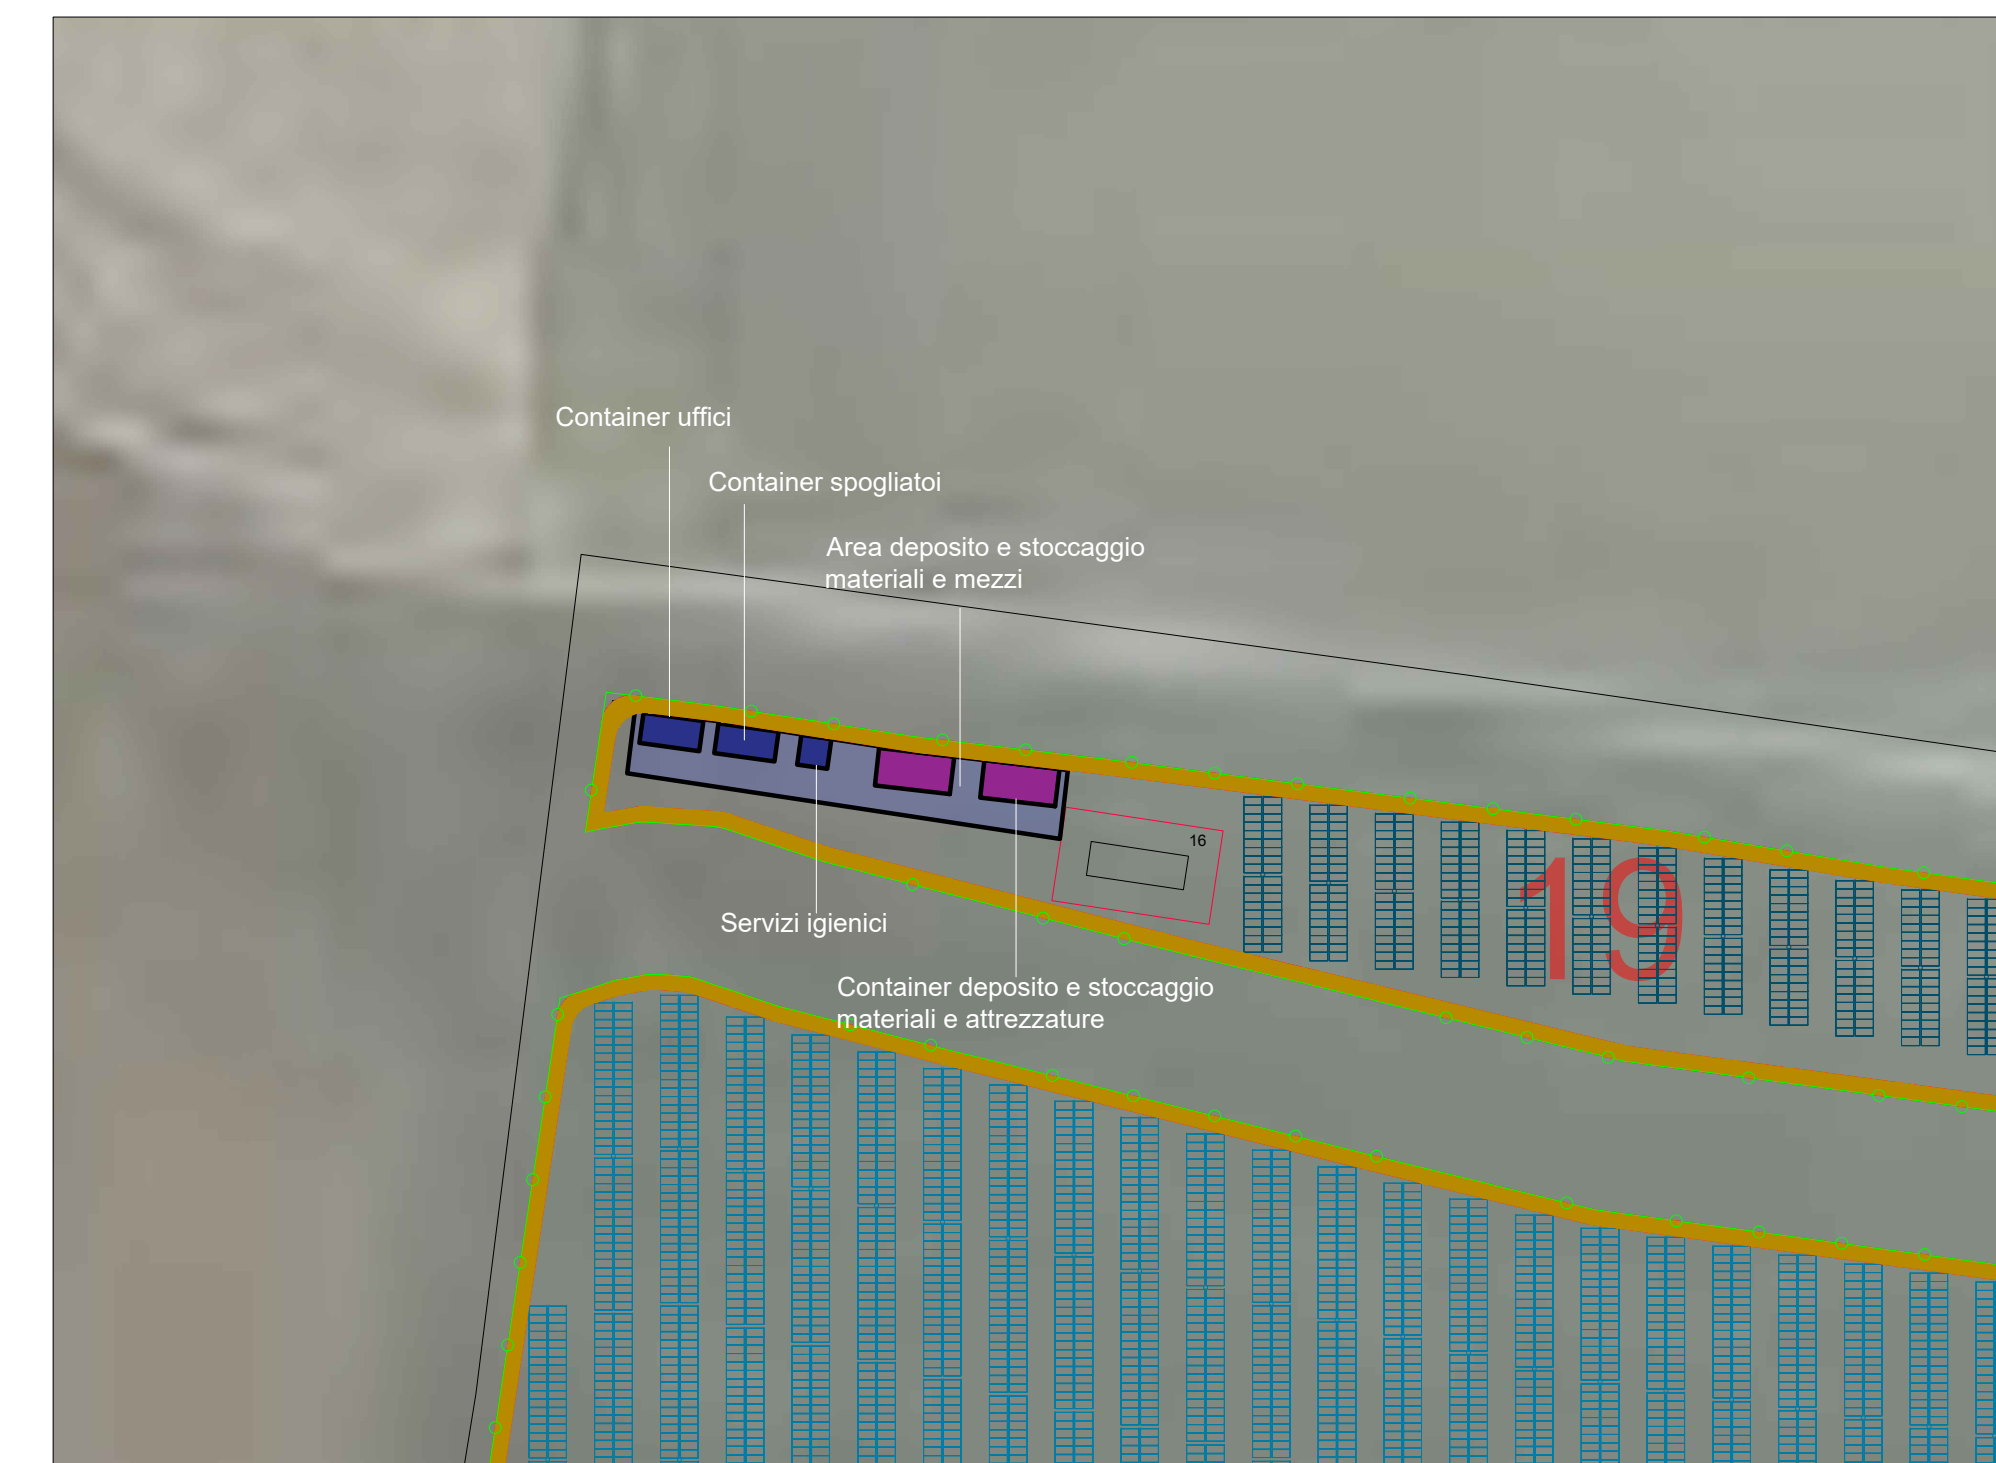 Container uffici
Container spogliatoi
Area deposito e stoccaggio
materiali e mezzi
16
19
Servizi igienici
Container deposito e stoccaggio
materiali e attrezzature